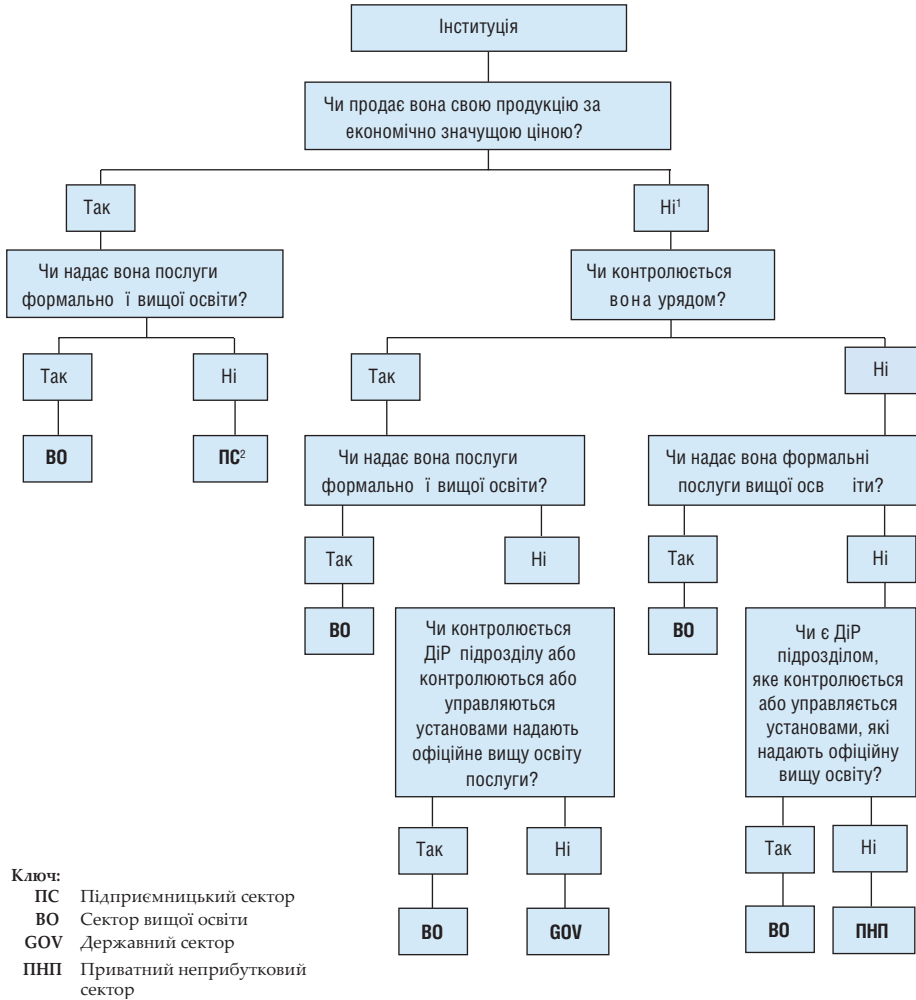 Інституція
Чи продає вона свою продукцію за
економічно значущою ціною?
Так
Ні¹
Чи надає вона послуги
формально ї вищої освіти?
Чи контролюється
вона урядом?
Так
Ні
Так
Ні
ВО
ПС²
Чи надає вона послуги
формально ї вищої освіти?
Чи надає вона формальні
послуги вищої осв іти?
Так
Ні
Так
Ні
ВО
Чи контролюється
ДіР підрозділу або
контролюються або
управляються
установами надають
офіційне вищу освіту
послуги?
ВО
Чи є ДіР
підрозділом,
яке контролюється
або управляється
установами, які
надають офіційну
вищу освіту?
Так
Ні
Так
Ні
ВО
GOV
ВО
ПНП
Ключ:
ПС Підприємницький сектор
ВО Сектор вищої освіти
GOV Державний сектор
ПНП Приватний неприбутковий
сектор